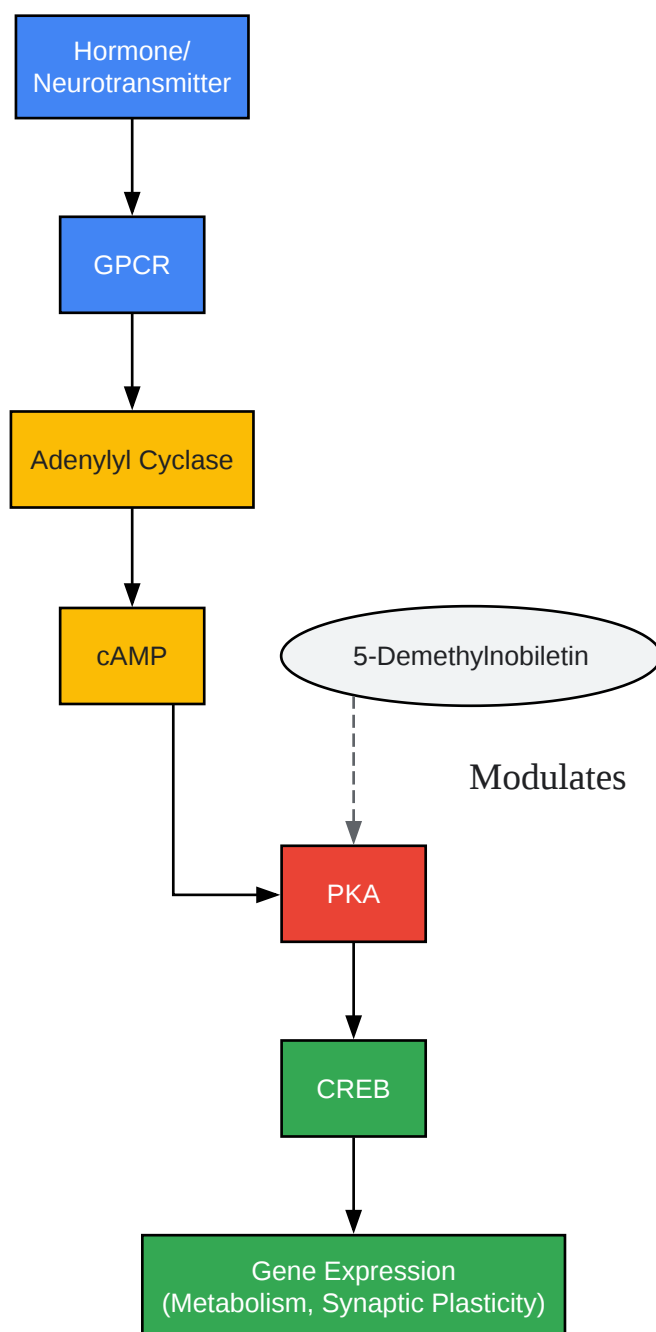 Hormone/
Neurotransmitter
GPCR
Adenylyl Cyclase
cAMP
5-Demethylnobiletin
Modulates
PKA
CREB
Gene Expression
(Metabolism, Synaptic Plasticity)